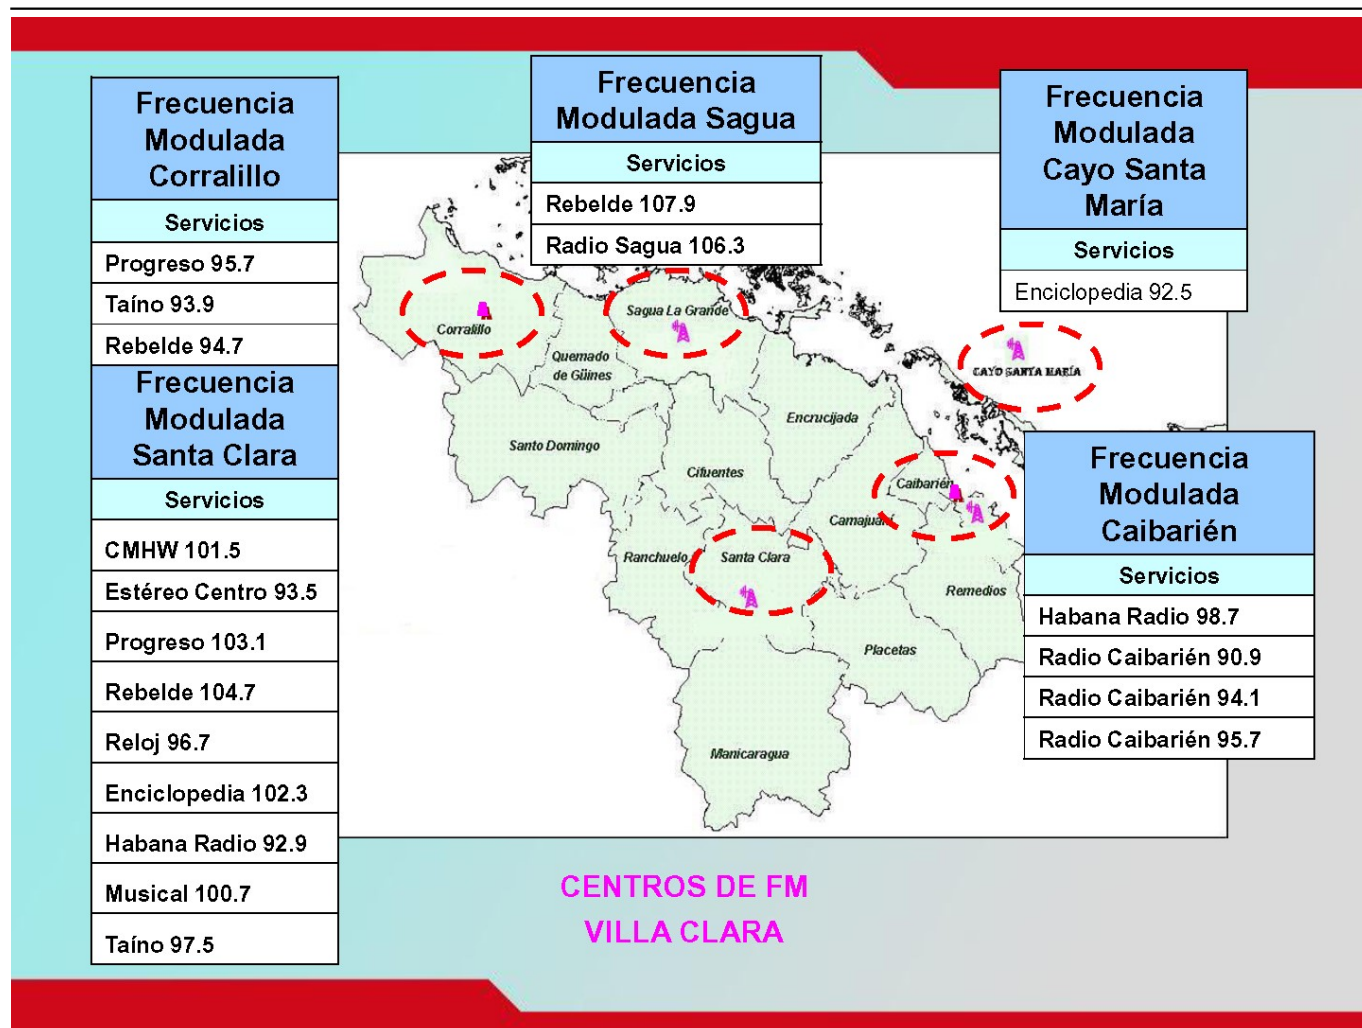 Frecuencia
Modulada
Corralillo
Servicios
Progreso 95.7
Taíno 93.9
Rebelde 94.7
Frecuencia
Modulada
Santa Clara
Servicios
CMHW 101.5
Estéreo Centro 93.5
Progreso 103.1
Rebelde 104.7
Reloj 96.7
Enciclopedia 102.3
Habana Radio 92.9
Musical 100.7
Taíno 97.5
Frecuencia
Modulada Sagua
Servicios
Rebelde 107.9
Radio Sagua 106.3
Frecuencia
Modulada
Cayo Santa
María
Servicios
Enciclopedia 92.5
Frecuencia
Modulada
Caibarién
Servicios
Habana Radio 98.7
Radio Caibarién 90.9
Radio Caibarién 94.1
Radio Caibarién 95.7
Corralillo
Sagua La Grande
Quemado
de Güines
CAYO SANTA MARÍA
Encrucijada
Santo Domingo
Cifuentes
Caibarién
Camajuaní
Ranchuelo
Santa Clara
Remedios
Placetas
Manicaragua
CENTROS DE FM
VILLA CLARA